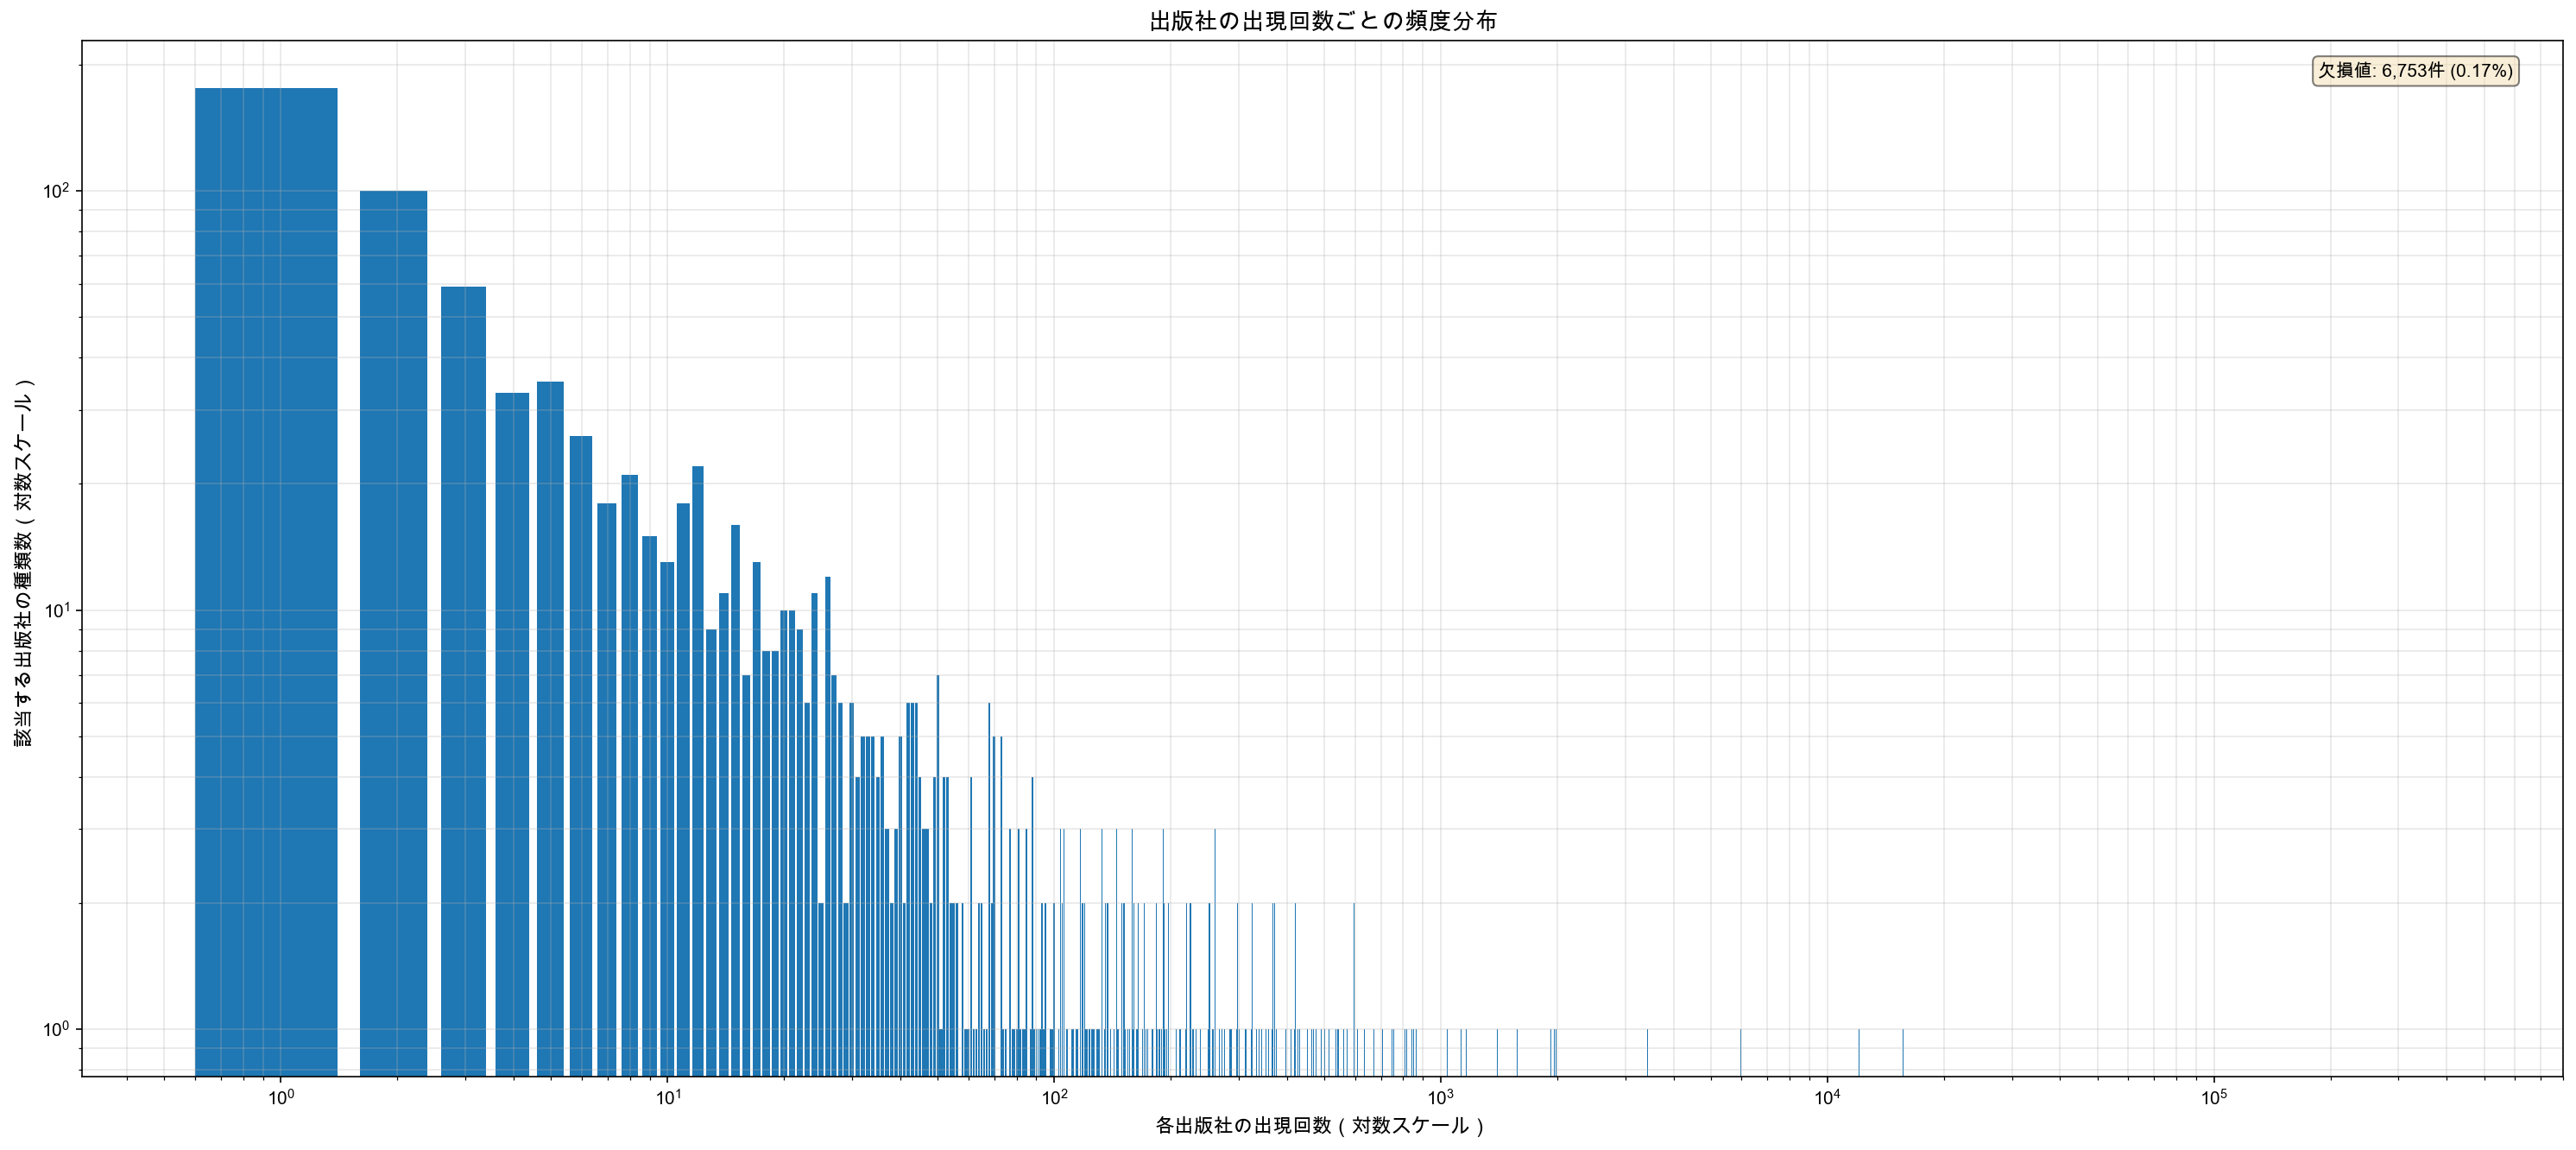 出版社の出現回数ごとの頻度分布
欠損値: 6,753件 (0.17%)
該当する出版社の種類数 ( 対数スケール )
10²
10¹
10⁰
10⁰ 10¹ 10² 10³ 10⁴ 10⁵
各出版社の出現回数 ( 対数スケール )